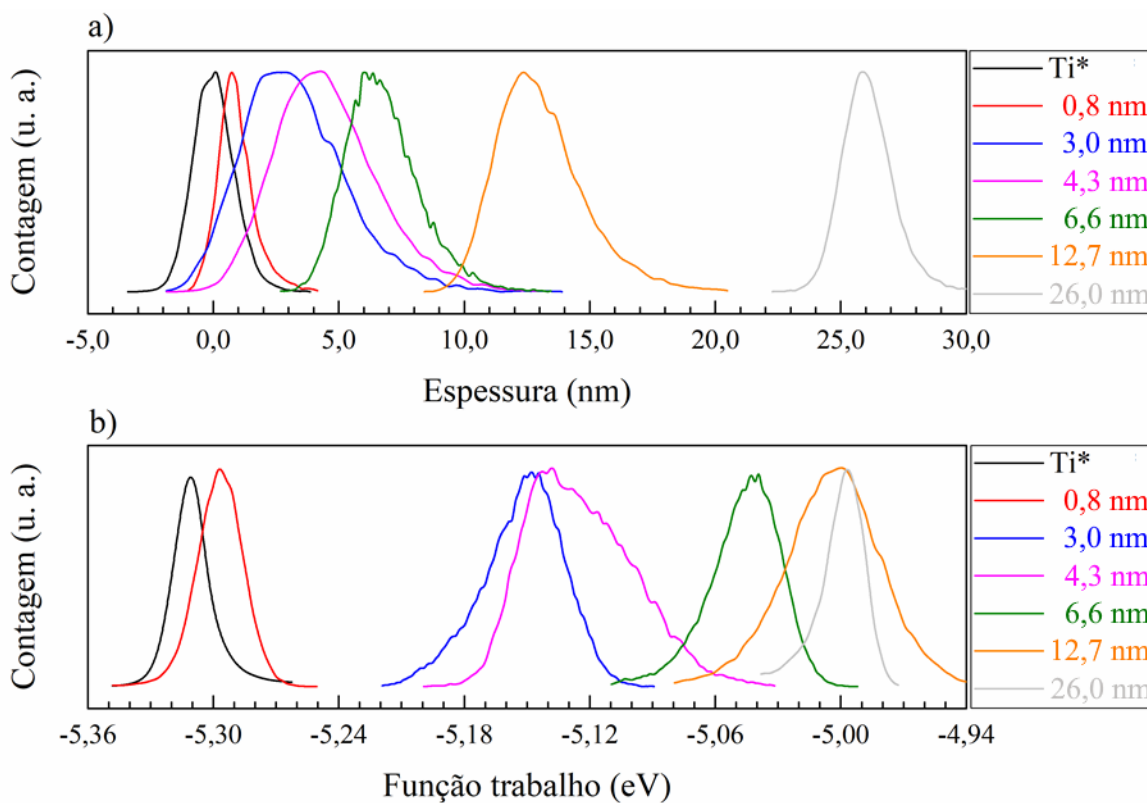 a)
Contagem (u. a.)
Ti*
0,8 nm
3,0 nm
4,3 nm
6,6 nm
12,7 nm
26,0 nm
-5,0 0,0 5,0 10,0 15,0 20,0 25,0 30,0
Espessura (nm)
b)
Contagem (u. a.)
Ti*
0,8 nm
3,0 nm
4,3 nm
6,6 nm
12,7 nm
26,0 nm
-5,36 -5,30 -5,24 -5,18 -5,12 -5,06 -5,00 -4,94
Função trabalho (eV)